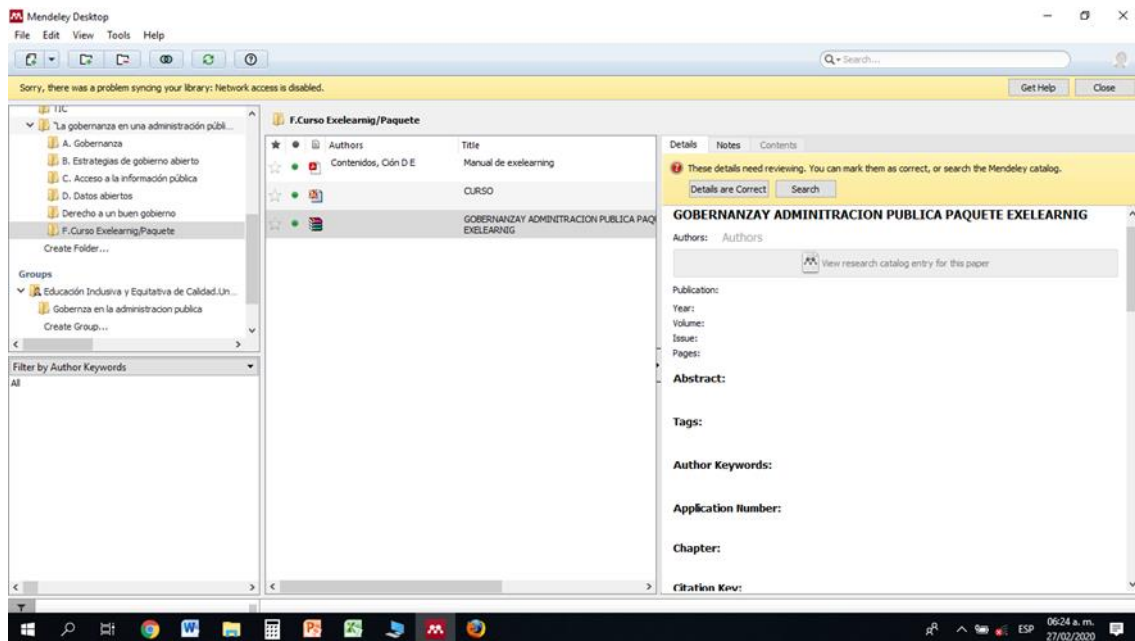 Mendeley Desktop
File Edit View Tools Help
Search...
Sorry, there was a problem syncing your library: Network access is disabled.
Get Help
Close
TIC
"La gobernanza en una administración públi...
A. Gobernanza
B. Estrategias de gobierno abierto
C. Acceso a la información pública
D. Datos abiertos
Derecho a un buen gobierno
F.Curso Exelearnig/Paquete
Create Folder...
Groups
Educación Inclusiva y Equitativa de Calidad.Un...
Gobernza en la administracion publica
Create Group...
Filter by Author Keywords
All
F.Curso Exelearnig/Paquete
Authors Title
Contenidos, Ción D E Manual de exelearning
CURSO
GOBERNANZAY ADMINITRACION PUBLICA PAQU
EXELEARNIG
Details Notes Contents
These details need reviewing. You can mark them as correct, or search the Mendeley catalog.
Details are Correct Search
GOBERNANZAY ADMINITRACION PUBLICA PAQUETE EXELEARNIG
Authors: Authors
View research catalog entry for this paper
Publication:
Year:
Volume:
Issue:
Pages:
Abstract:
Tags:
Author Keywords:
Application Number:
Chapter:
Citation Key:
ESP
06:24 a. m.
27/02/2020